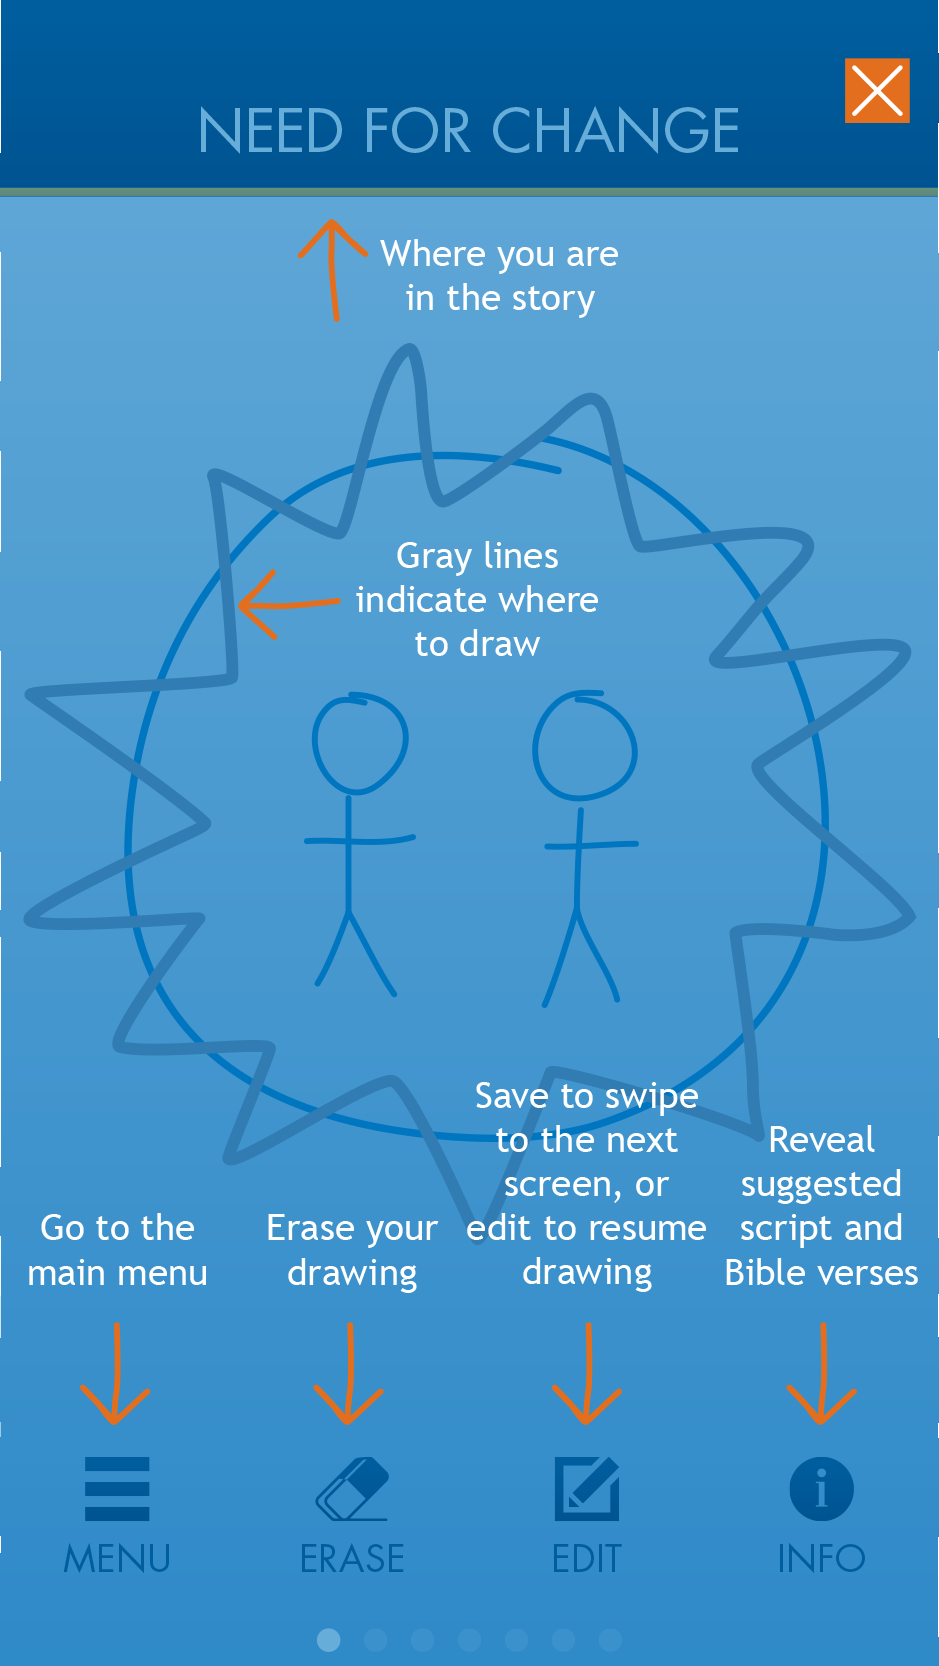 NEED FOR CHANGE
Where you are
in the story
Gray lines
indicate where
to draw
Go to the
main menu
Erase your
drawing
Save to swipe
to the next
screen, or
edit to resume
drawing
Reveal
suggested
script and
Bible verses
MENU
ERASE
EDIT
i
INFO